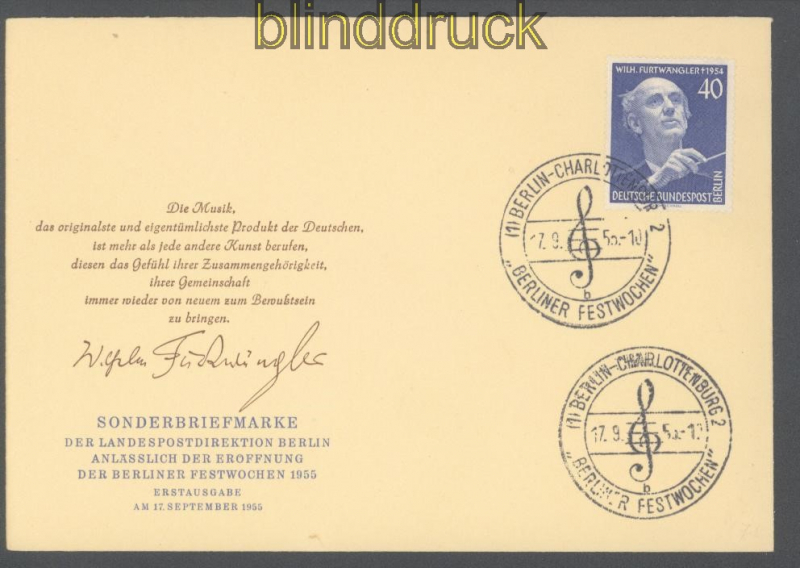 blinddruck
WILH. FURTWÄNGLER † 1954
40
DEUTSCHE BUNDESPOST
BERLIN
(1) BERLIN-CHARLOTTENBURG 2
17.9. 55.-10
b
„BERLINER FESTWOCHEN"
Die Musik,
das originalste und eigentümlichste Produkt der Deutschen,
ist mehr als jede andere Kunst berufen,
diesen das Gefühl ihrer Zusammengehörigkeit,
ihrer Gemeinschaft
immer wieder von neuem zum Bewußtsein
zu bringen.
Wilhelm Furtwängler
SONDERBRIEFMARKE
DER LANDESPOSTDIREKTION BERLIN
ANLÄSSLICH DER ERÖFFNUNG
DER BERLINER FESTWOCHEN 1955
ERSTAUSGABE
AM 17. SEPTEMBER 1955
(1) BERLIN-CHARLOTTENBURG 2
17.9. 55.-10
b
„BERLINER FESTWOCHEN"